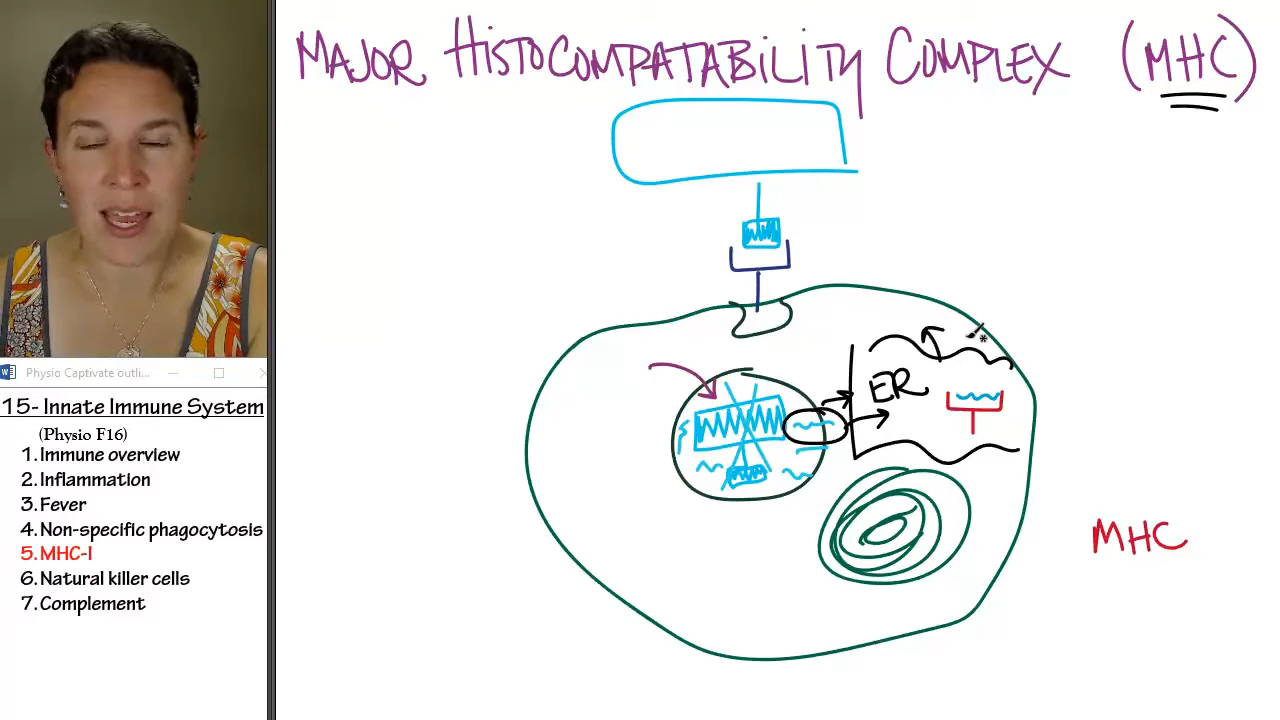 MAJOR HISTOCOMPATABILITY COMPLEX (MHC)
ER
MHC
Physio Captivate outli...
15- Innate Immune System
(Physio F16)
1. Immune overview
2. Inflammation
3. Fever
4. Non-specific phagocytosis
5. MHC-I
6. Natural killer cells
7. Complement